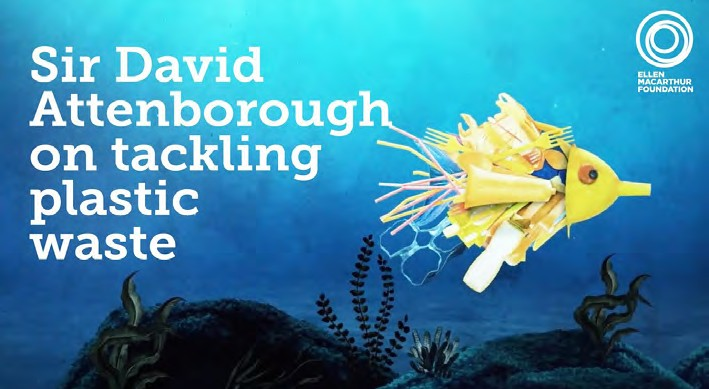 Sir David
Attenborough
on tackling
plastic
waste
ELLEN
MACARTHUR
FOUNDATION